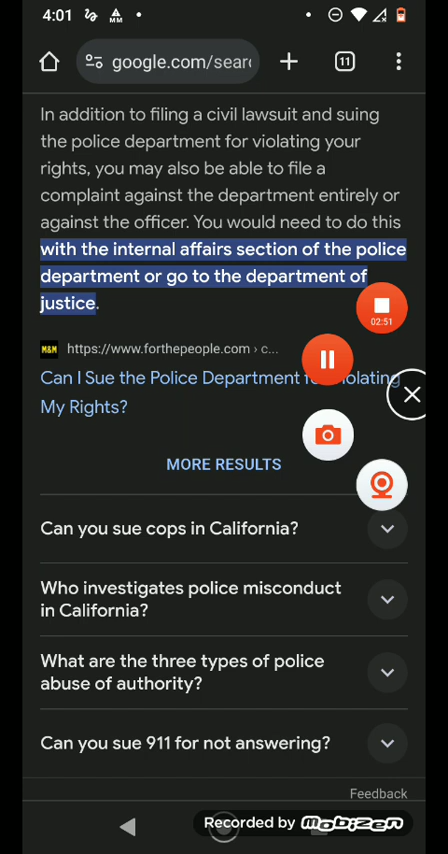 4:01
MM
google.com/sear
11
In addition to filing a civil lawsuit and suing
the police department for violating your
rights, you may also be able to file a
complaint against the department entirely or
against the officer. You would need to do this
with the internal affairs section of the police
department or go to the department of
justice.
02:51
M&M https://www.forthepeople.com › c...
Can I Sue the Police Department olating
My Rights?
MORE RESULTS
Can you sue cops in California?
Who investigates police misconduct
in California?
What are the three types of police
abuse of authority?
Can you sue 911 for not answering?
Feedback
Recorded by mobizen